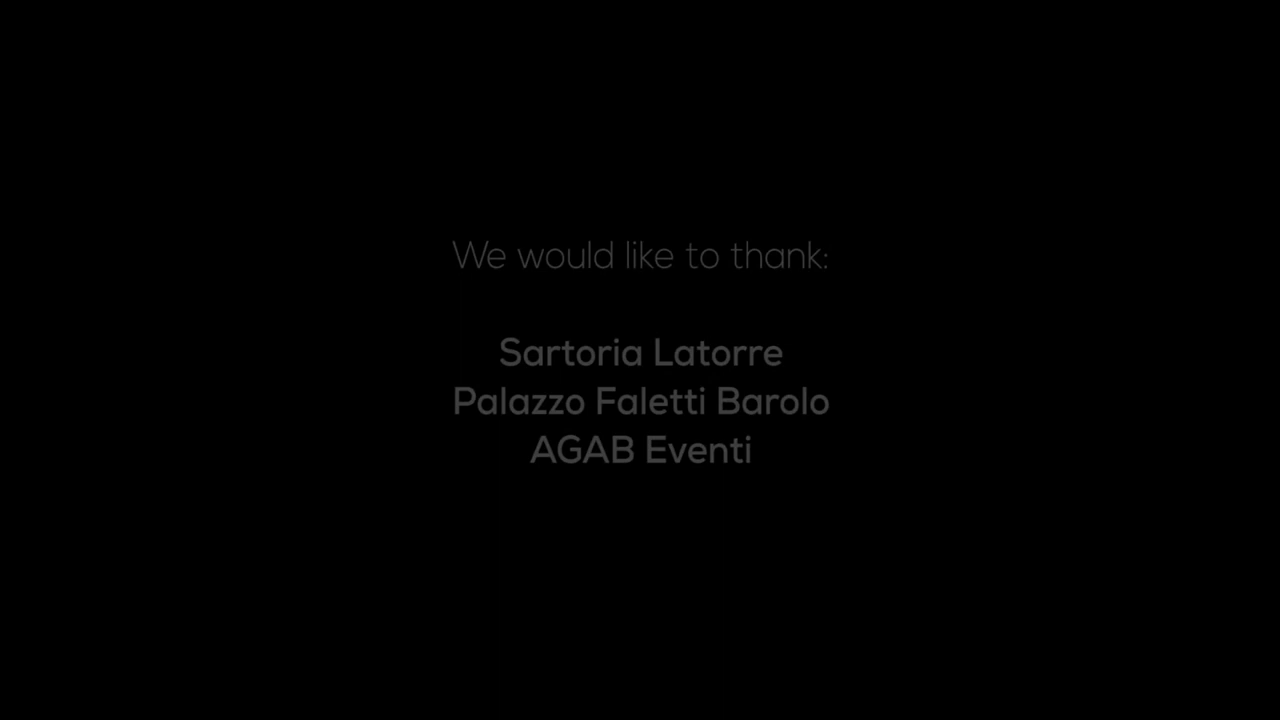 We would like to thank:
Sartoria Latorre
Palazzo Faletti Barolo
AGAB Eventi